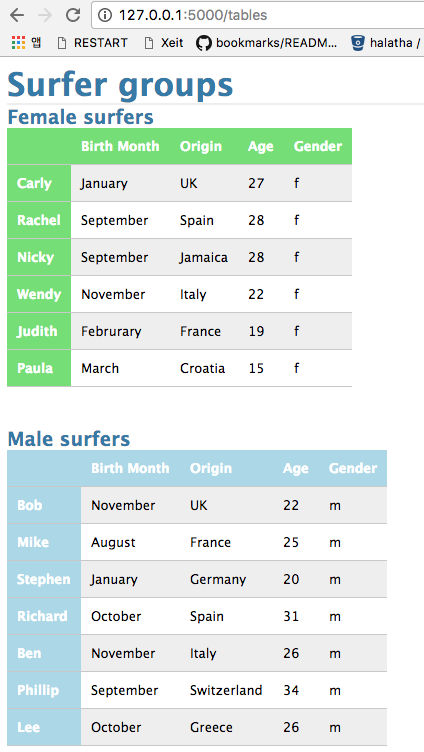 127.0.0.1:5000/tables
앱 RESTART Xeit bookmarks/README... halatha /
Surfer groups
Female surfers
Birth Month Origin Age Gender
Carly January UK 27 f
Rachel September Spain 28 f
Nicky September Jamaica 28 f
Wendy November Italy 22 f
Judith Februrary France 19 f
Paula March Croatia 15 f
Male surfers
Birth Month Origin Age Gender
Bob November UK 22 m
Mike August France 25 m
Stephen January Germany 20 m
Richard October Spain 31 m
Ben November Italy 26 m
Phillip September Switzerland 34 m
Lee October Greece 26 m